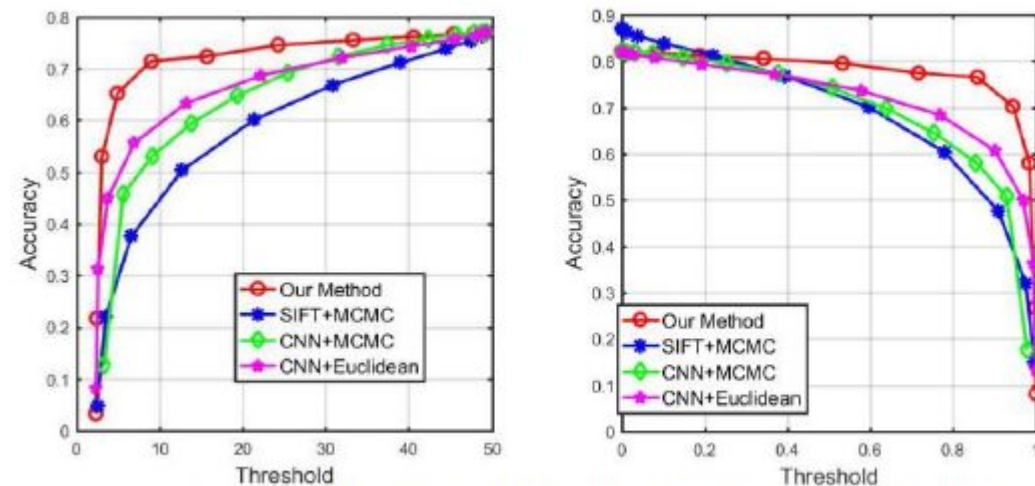 0.8
0.7
0.6
0.5
0.4
0.3
0.2
0.1
0
Accuracy
Our Method
SIFT+MCMC
CNN+MCMC
CNN+Euclidean
0 10 20 30 40 50
Threshold
0.9
0.8
0.7
0.6
0.5
0.4
0.3
0.2
0.1
0
Accuracy
Our Method
SIFT+MCMC
CNN+MCMC
CNN+Euclidean
0 0.2 0.4 0.6 0.8 1
Threshold